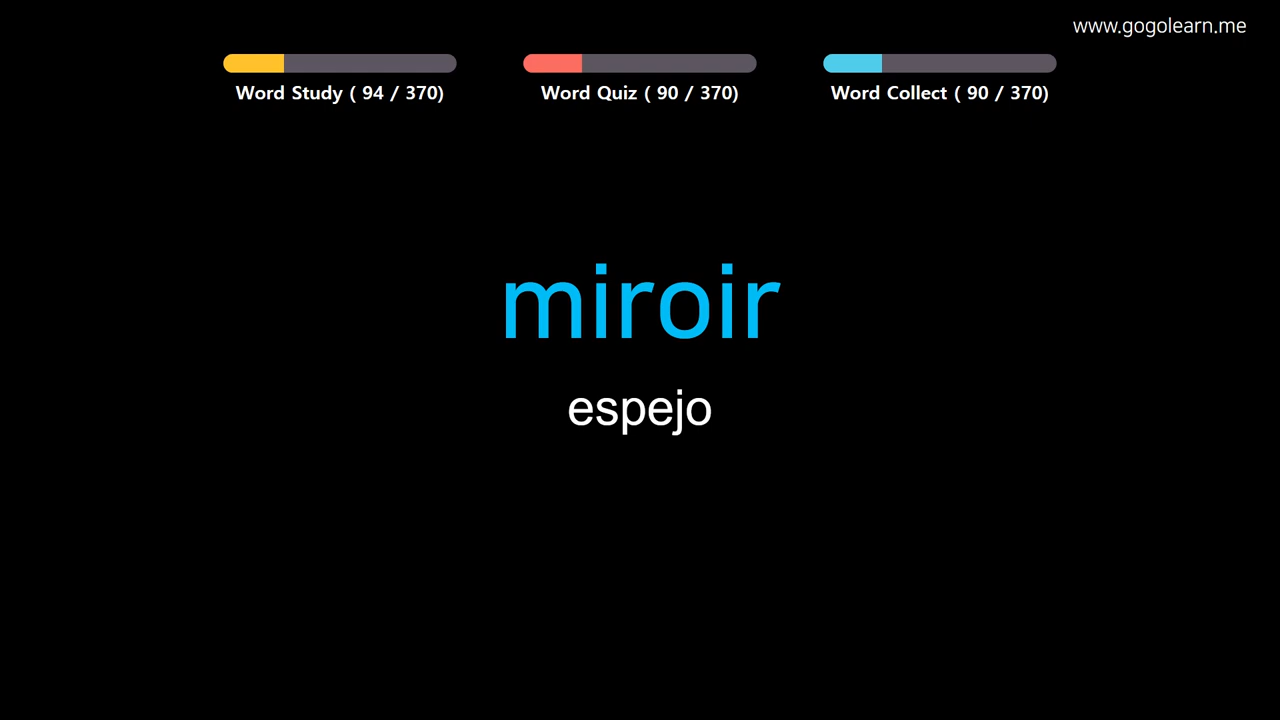 www.gogolearn.me
Word Study ( 94 / 370)
Word Quiz ( 90 / 370)
Word Collect ( 90 / 370)
miroir
espejo